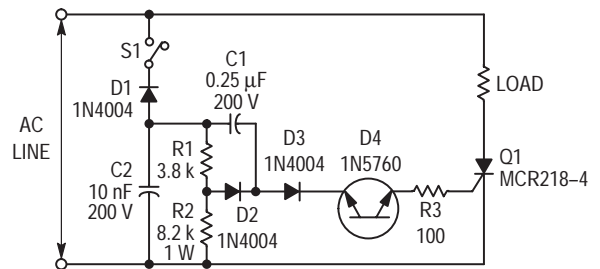 S1
C1
0.25 µF
200 V
D1
1N4004
LOAD
AC
LINE
R1
3.8 k
D3
1N4004
D4
1N5760
Q1
MCR218–4
C2
10 nF
200 V
R2
8.2 k
1 W
D2
1N4004
R3
100